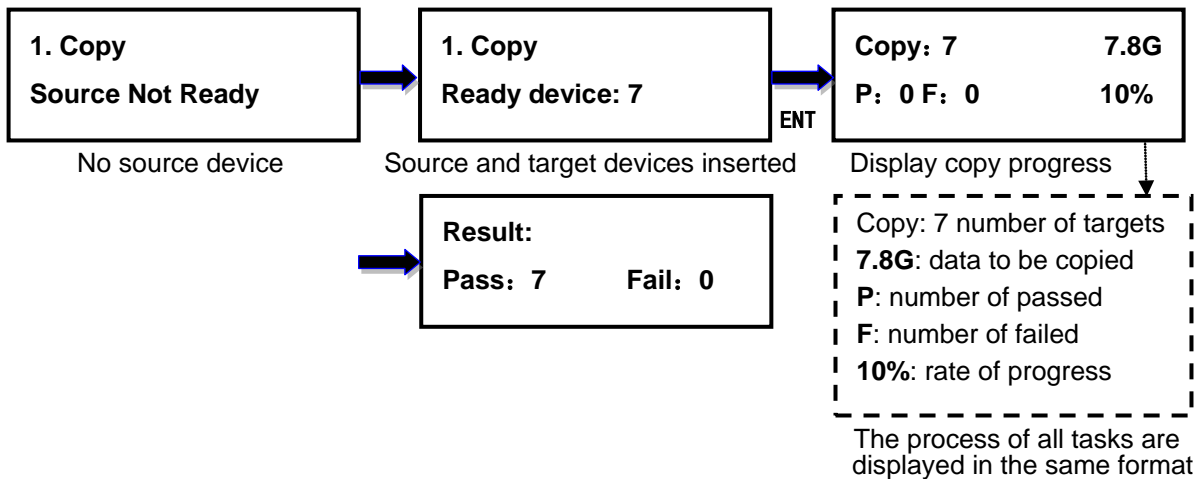 1. Copy
Source Not Ready
No source device
1. Copy
Ready device: 7
Source and target devices inserted
ENT
Copy：7 7.8G
P：0 F：0 10%
Display copy progress
Copy: 7 number of targets
7.8G: data to be copied
P: number of passed
F: number of failed
10%: rate of progress
The process of all tasks are
displayed in the same format
Result:
Pass：7 Fail：0